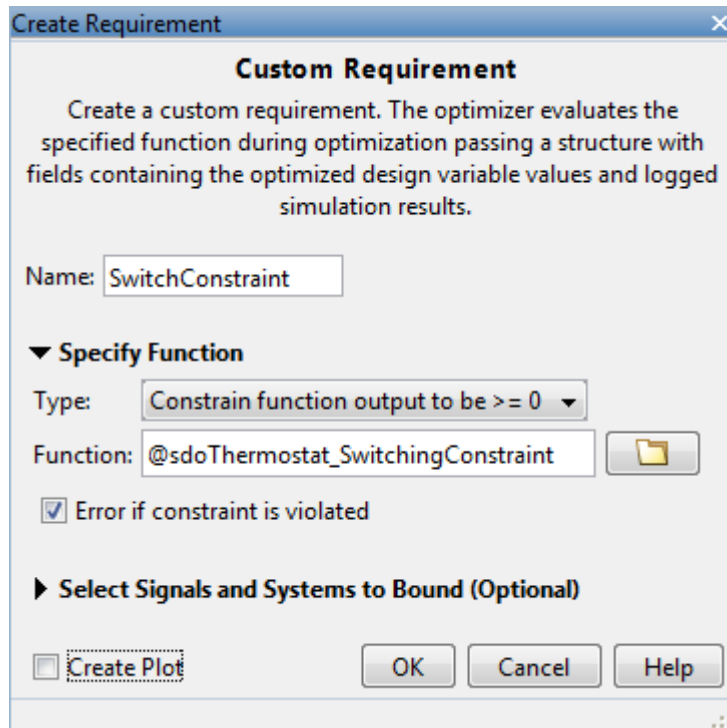 Create Requirement
Custom Requirement
Create a custom requirement. The optimizer evaluates the
specified function during optimization passing a structure with
fields containing the optimized design variable values and logged
simulation results.
Name: SwitchConstraint
Specify Function
Type: Constrain function output to be >= 0
Function: @sdoThermostat_SwitchingConstraint
Error if constraint is violated
Select Signals and Systems to Bound (Optional)
Create Plot OK Cancel Help